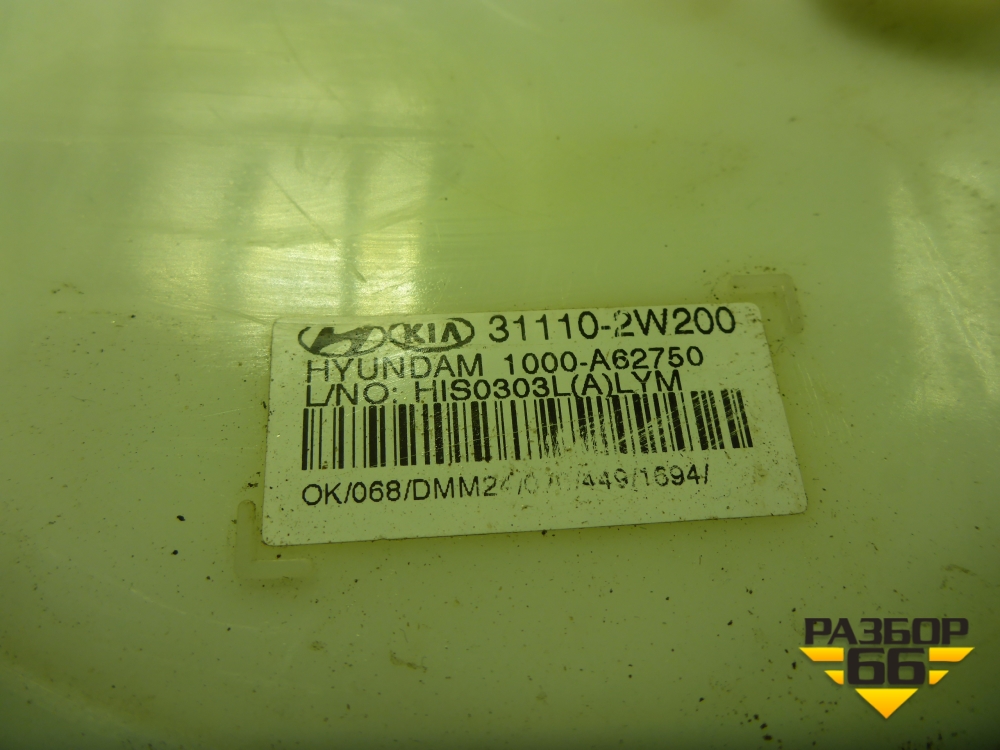 KIA 31110-2W200
HYUNDAM 1000-A62750
L/NO: HIS0303L(A)LYM
РАЗБОР
66